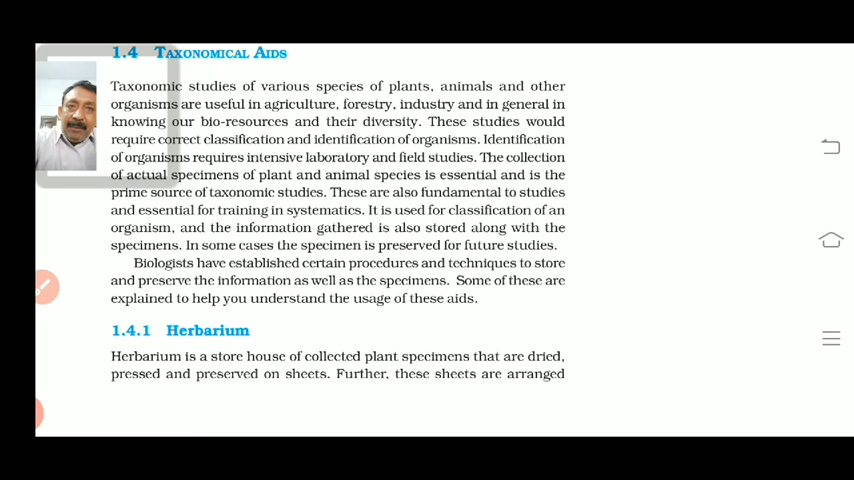 1.4 TAXONOMICAL AIDS
Taxonomic studies of various species of plants, animals and other
organisms are useful in agriculture, forestry, industry and in general in
knowing our bio-resources and their diversity. These studies would
require correct classification and identification of organisms. Identification
of organisms requires intensive laboratory and field studies. The collection
of actual specimens of plant and animal species is essential and is the
prime source of taxonomic studies. These are also fundamental to studies
and essential for training in systematics. It is used for classification of an
organism, and the information gathered is also stored along with the
specimens. In some cases the specimen is preserved for future studies.
Biologists have established certain procedures and techniques to store
and preserve the information as well as the specimens. Some of these are
explained to help you understand the usage of these aids.
1.4.1 Herbarium
Herbarium is a store house of collected plant specimens that are dried,
pressed and preserved on sheets. Further, these sheets are arranged